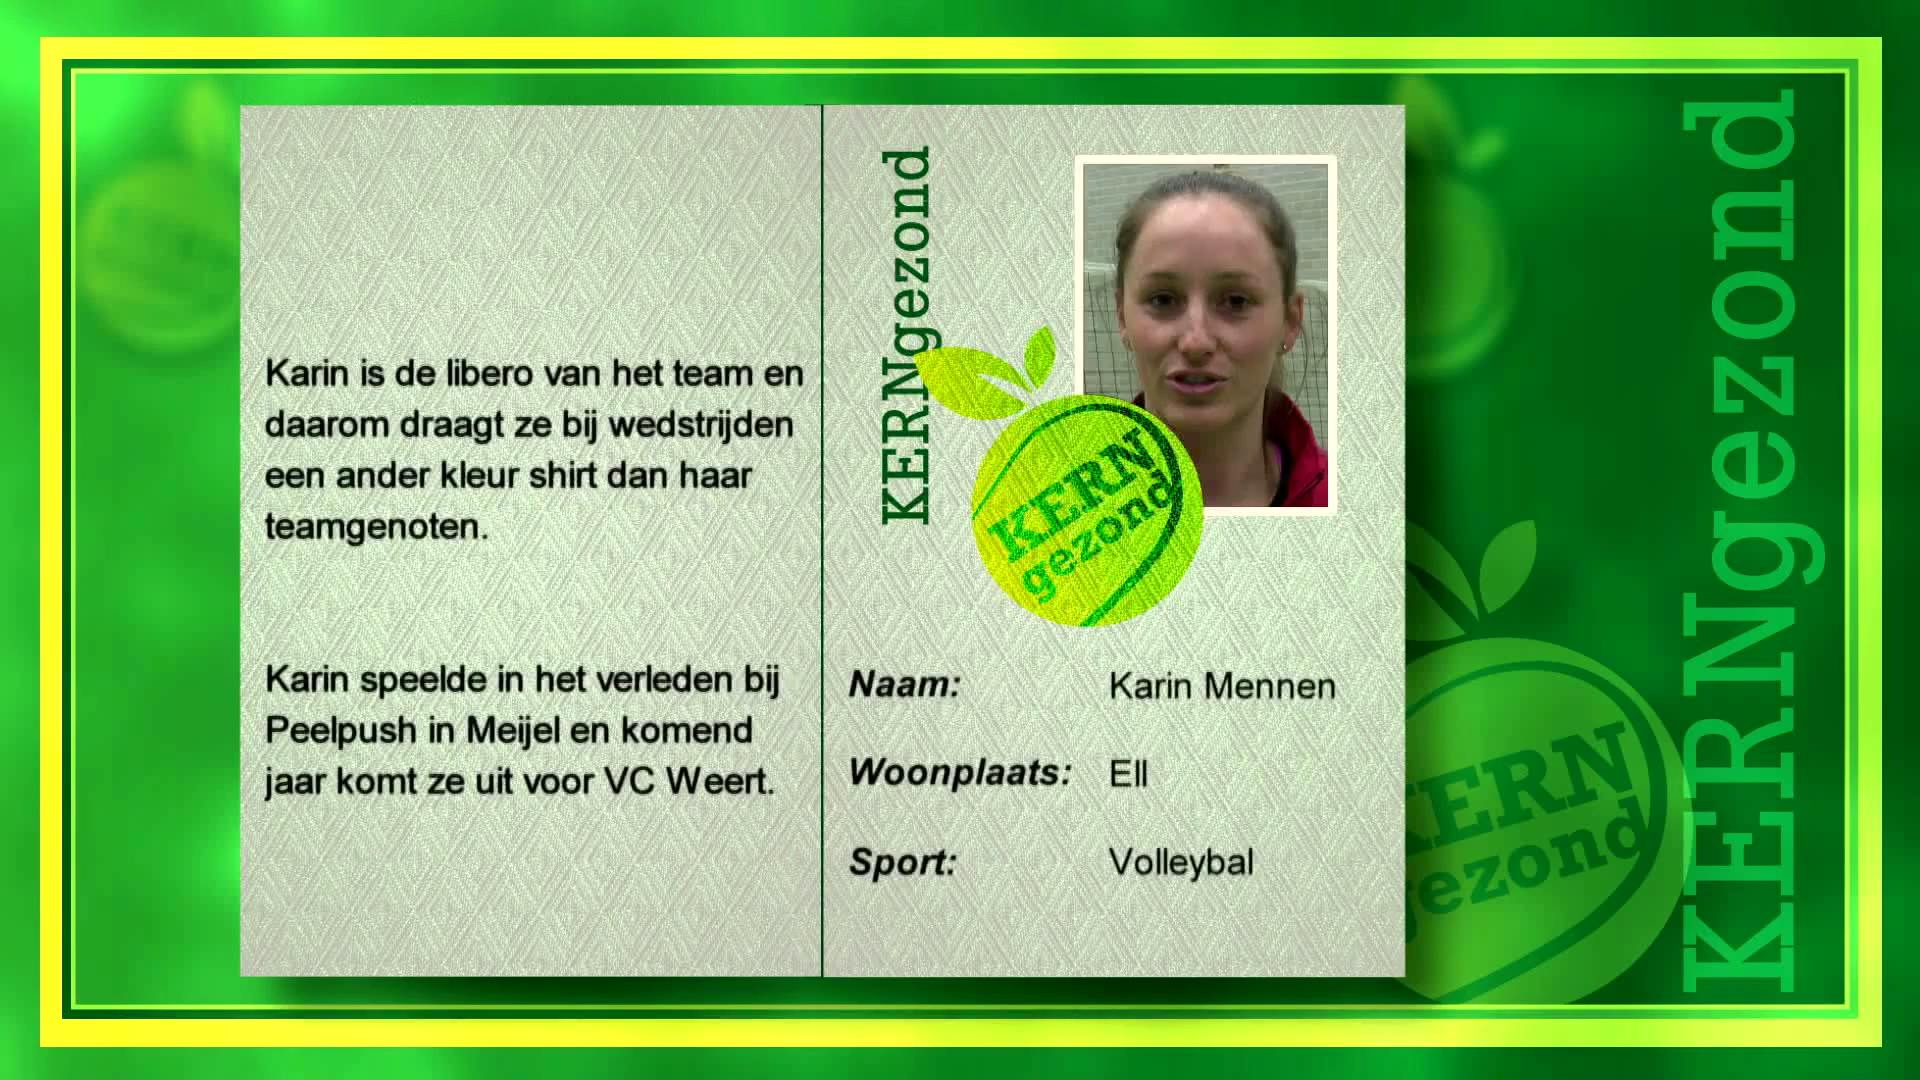 Karin is de libero van het team en
daarom draagt ze bij wedstrijden
een ander kleur shirt dan haar
teamgenoten.
Karin speelde in het verleden bij
Peelpush in Meijel en komend
jaar komt ze uit voor VC Weert.
KERNgezond
KERN
gezond
Naam: Karin Mennen
Woonplaats: Ell
Sport: Volleybal
KERN
gezond
KERNgezond